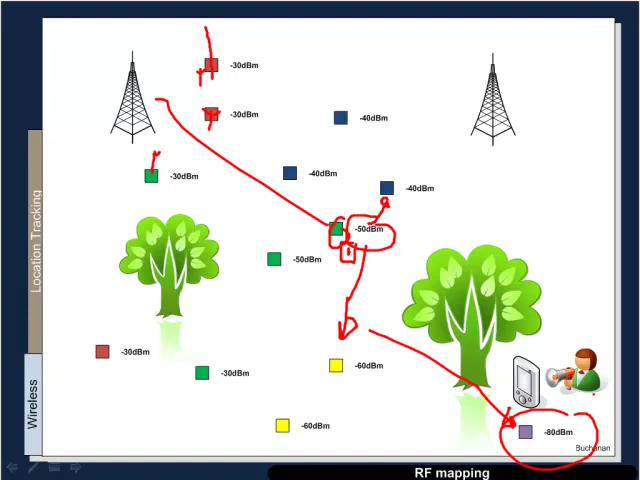 -30dBm
-30dBm
-40dBm
-40dBm
-30dBm
-40dBm
-50dBm
-50dBm
-30dBm
-60dBm
-30dBm
-60dBm
-80dBm
Buchanan
Location Tracking
Wireless
RF mapping